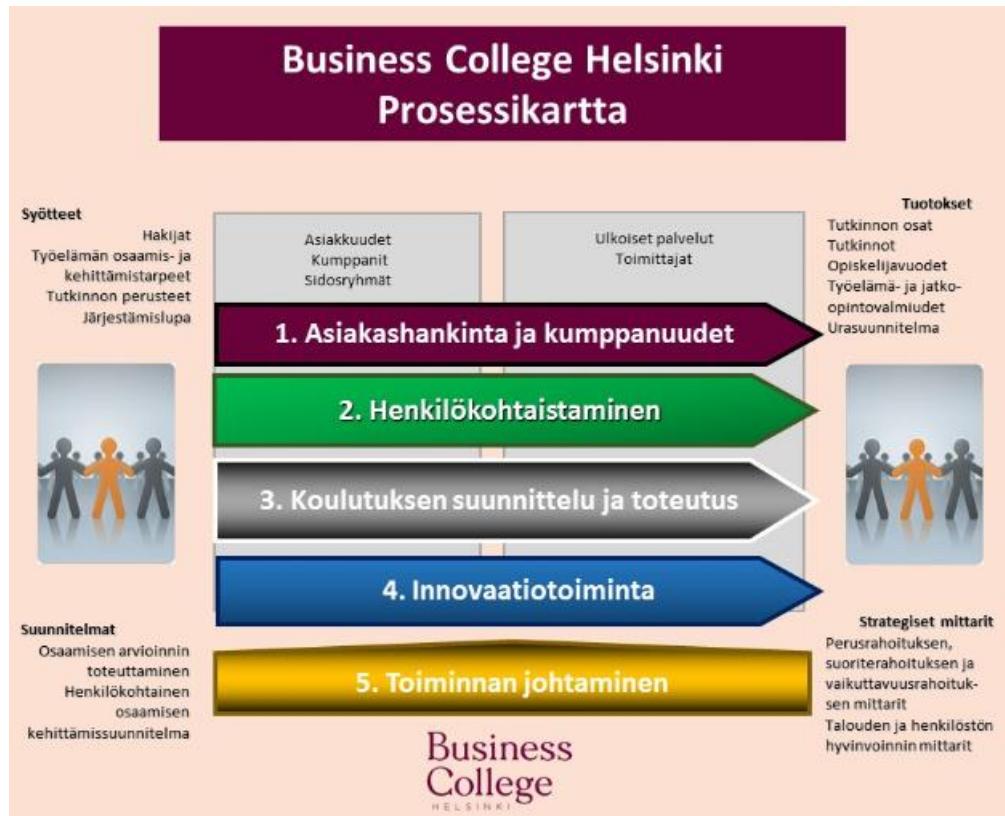 Business College Helsinki
Prosessikartta
Syötteet
Hakijat
Työelämän osaamis- ja
kehittämistarpeet
Tutkinnon perusteet
Järjestämislupa
Asiakkuudet
Kumppanit
Sidosryhmät
Ulkoiset palvelut
Toimittajat
Tuotokset
Tutkinnon osat
Tutkinnot
Opiskelijavuodet
Työelämä- ja jatko-
opintovalmiudet
Urasuunnitelma
1. Asiakashankinta ja kumppanuudet
2. Henkilökohtaistaminen
3. Koulutuksen suunnittelu ja toteutus
4. Innovaatiotoiminta
5. Toiminnan johtaminen
Suunnitelmat
Osaamisen arvioinnin
toteuttaminen
Henkilökohtainen
osaamisen
kehittämissuunnitelma
Strategiset mittarit
Perusrahoituksen,
suoriterahoituksen ja
vaikuttavuusrahoituk-
sen mittarit
Talouden ja henkilöstön
hyvinvoinnin mittarit
Business
College
HELSINKI